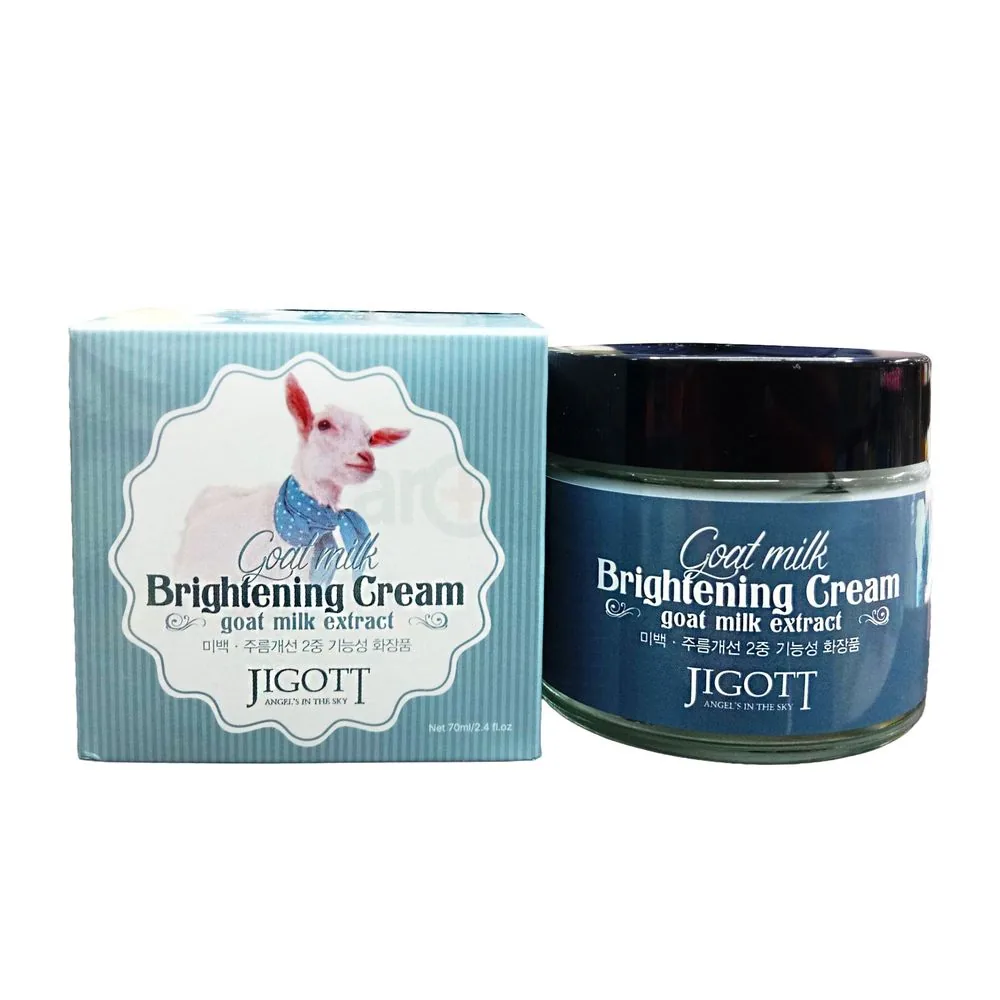 Goat milk
Brightening Cream
goat milk extract
미백 · 주름개선 2중 기능성 화장품
JIGOTT
ANGEL'S IN THE SKY
Net 70ml/2.4 fl.oz
Goat milk
Brightening Cream
goat milk extract
미백 · 주름개선 2중 기능성 화장품
JIGOTT
ANGEL'S IN THE SKY